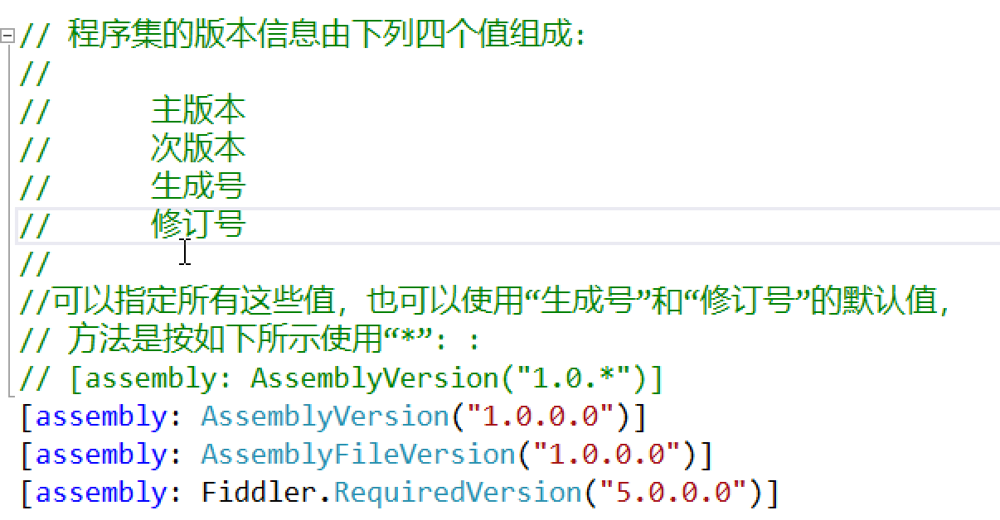 // 程序集的版本信息由下列四个值组成:
//
//      主版本
//      次版本
//      生成号
//      修订号
//
//可以指定所有这些值，也可以使用“生成号”和“修订号”的默认值，
// 方法是按如下所示使用“*”: :
// [assembly: AssemblyVersion("1.0.*")]
[assembly: AssemblyVersion("1.0.0.0")]
[assembly: AssemblyFileVersion("1.0.0.0")]
[assembly: Fiddler.RequiredVersion("5.0.0.0")]